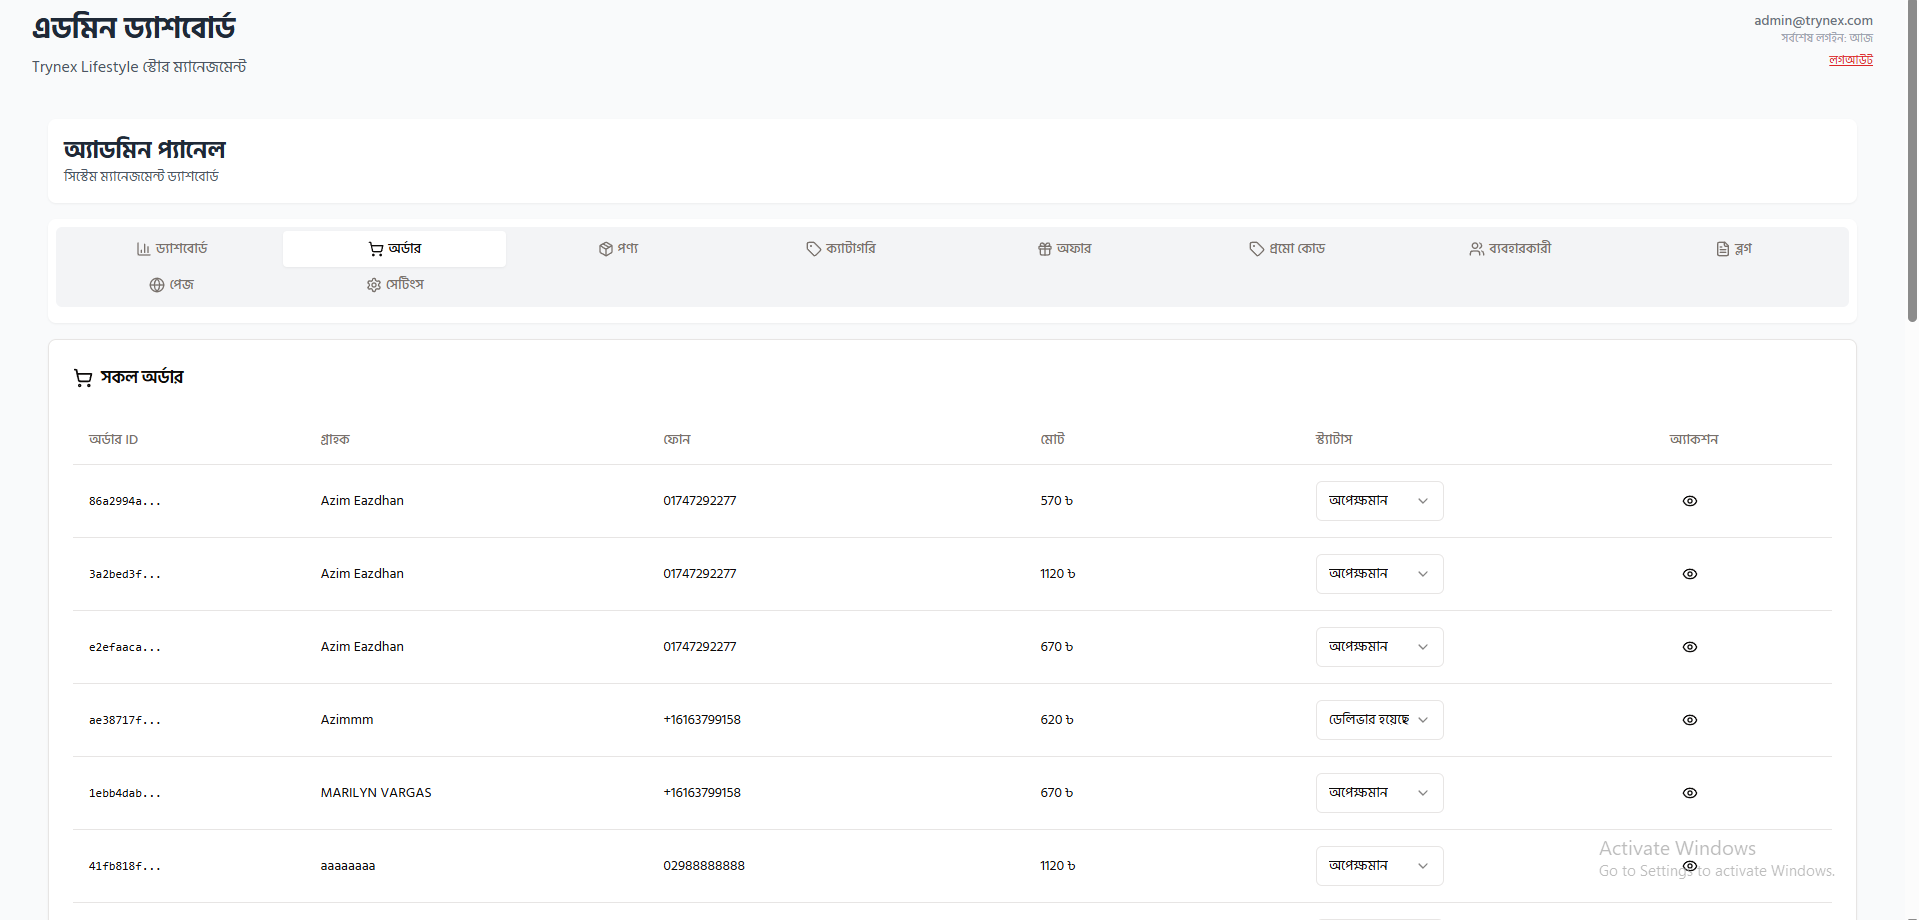 এডমিন ড্যাশবোর্ড
Trynex Lifestyle স্টোর ম্যানেজমেন্ট
admin@trynex.com
সর্বশেষ লগইন: আজ
লগআউট
অ্যাডমিন প্যানেল
সিস্টেম ম্যানেজমেন্ট ড্যাশবোর্ড
ড্যাশবোর্ড অর্ডার পণ্য ক্যাটাগরি অফার প্রমো কোড ব্যবহারকারী ব্লগ
পেজ সেটিংস
সকল অর্ডার
অর্ডার ID গ্রাহক ফোন মোট স্ট্যাটাস অ্যাকশন
86a2994a... Azim Eazdhan 01747292277 570 ৳ অপেক্ষমান
3a2bed3f... Azim Eazdhan 01747292277 1120 ৳ অপেক্ষমান
e2efaaca... Azim Eazdhan 01747292277 670 ৳ অপেক্ষমান
ae38717f... Azimmm +16163799158 620 ৳ ডেলিভার হয়েছে
1ebb4dab... MARILYN VARGAS +16163799158 670 ৳ অপেক্ষমান
41fb818f... aaaaaaaa 02988888888 1120 ৳ অপেক্ষমান
Activate Windows
Go to Settings to activate Windows.